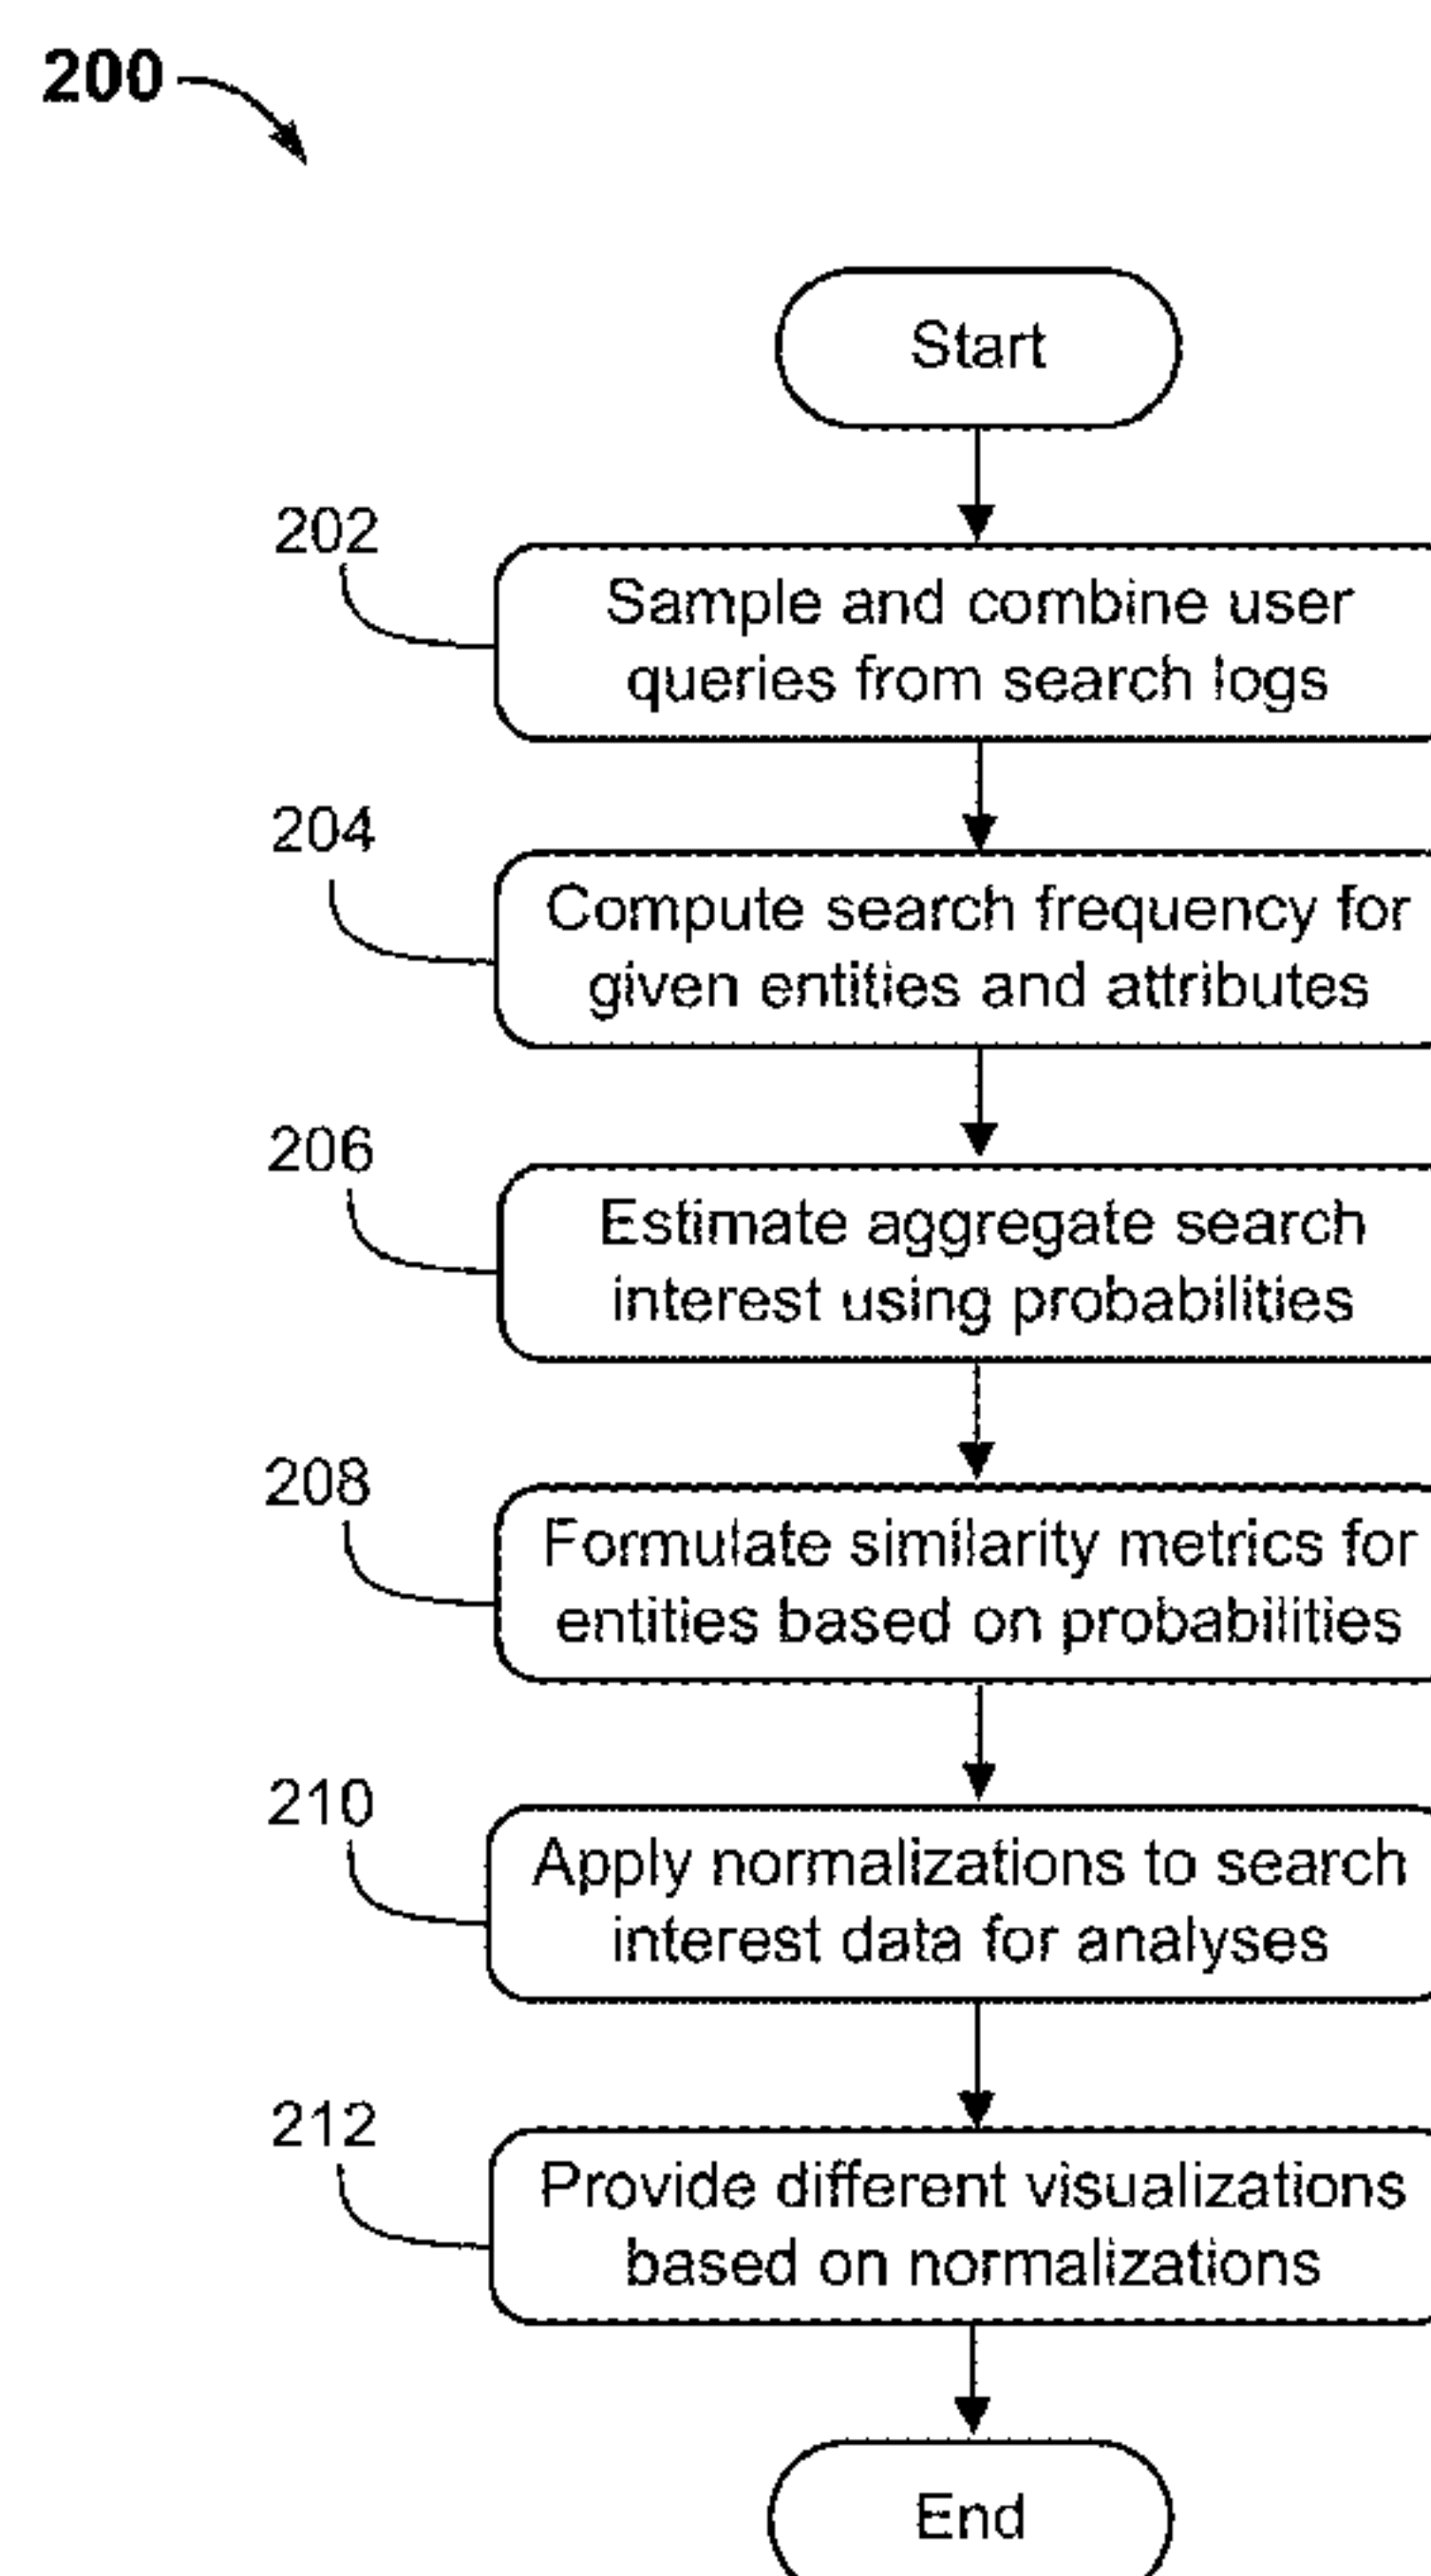 200
Start
202
Sample and combine user
queries from search logs
204
Compute search frequency for
given entities and attributes
206
Estimate aggregate search
interest using probabilities
208
Formulate similarity metrics for
entities based on probabilities
210
Apply normalizations to search
interest data for analyses
212
Provide different visualizations
based on normalizations
End